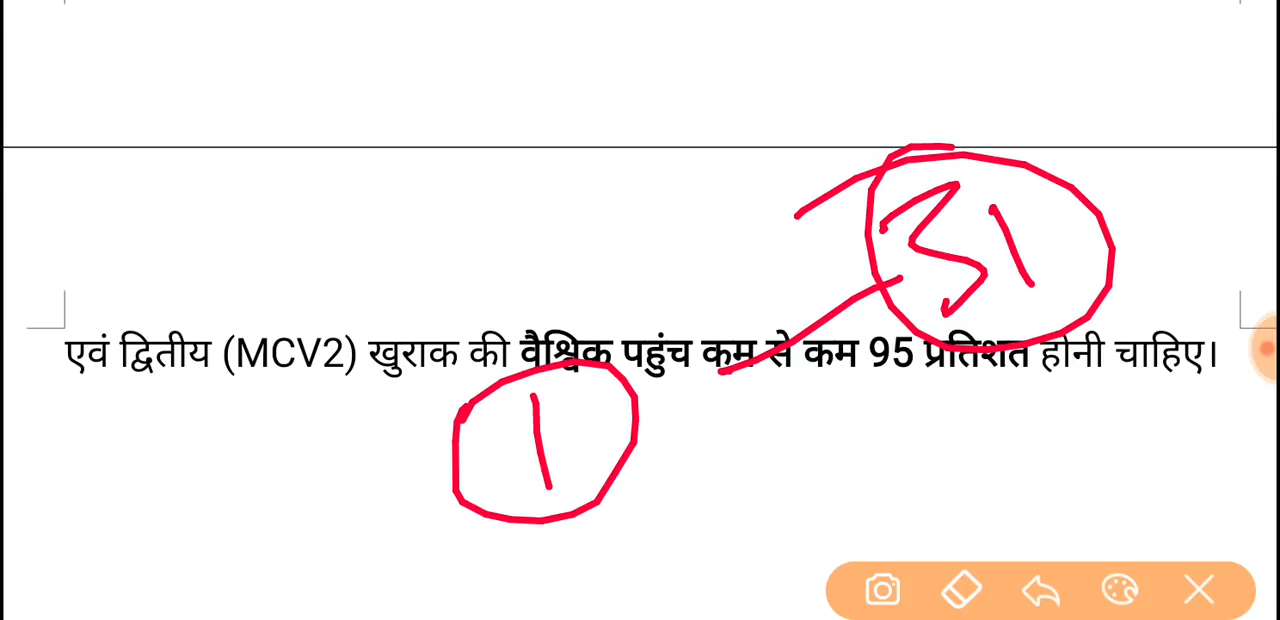 31
एवं द्वितीय (MCV2) खुराक की वैश्विक पहुंच कम से कम 95 प्रतिशत होनी चाहिए।
1